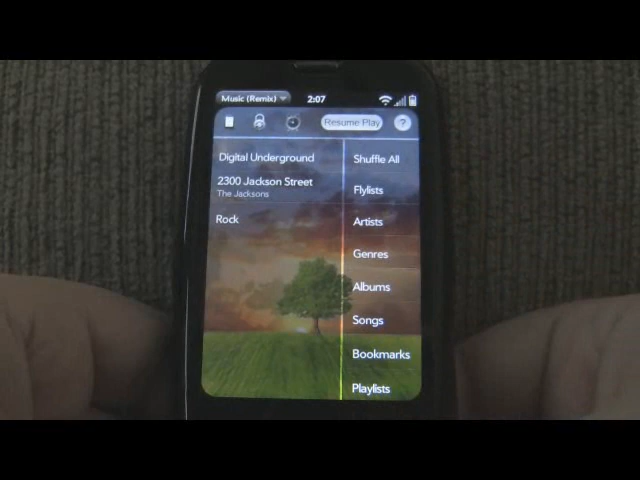 Music (Remix)
2:07
Resume Play
?
Digital Underground
2300 Jackson Street
The Jacksons
Rock
Shuffle All
Flylists
Artists
Genres
Albums
Songs
Bookmarks
Playlists